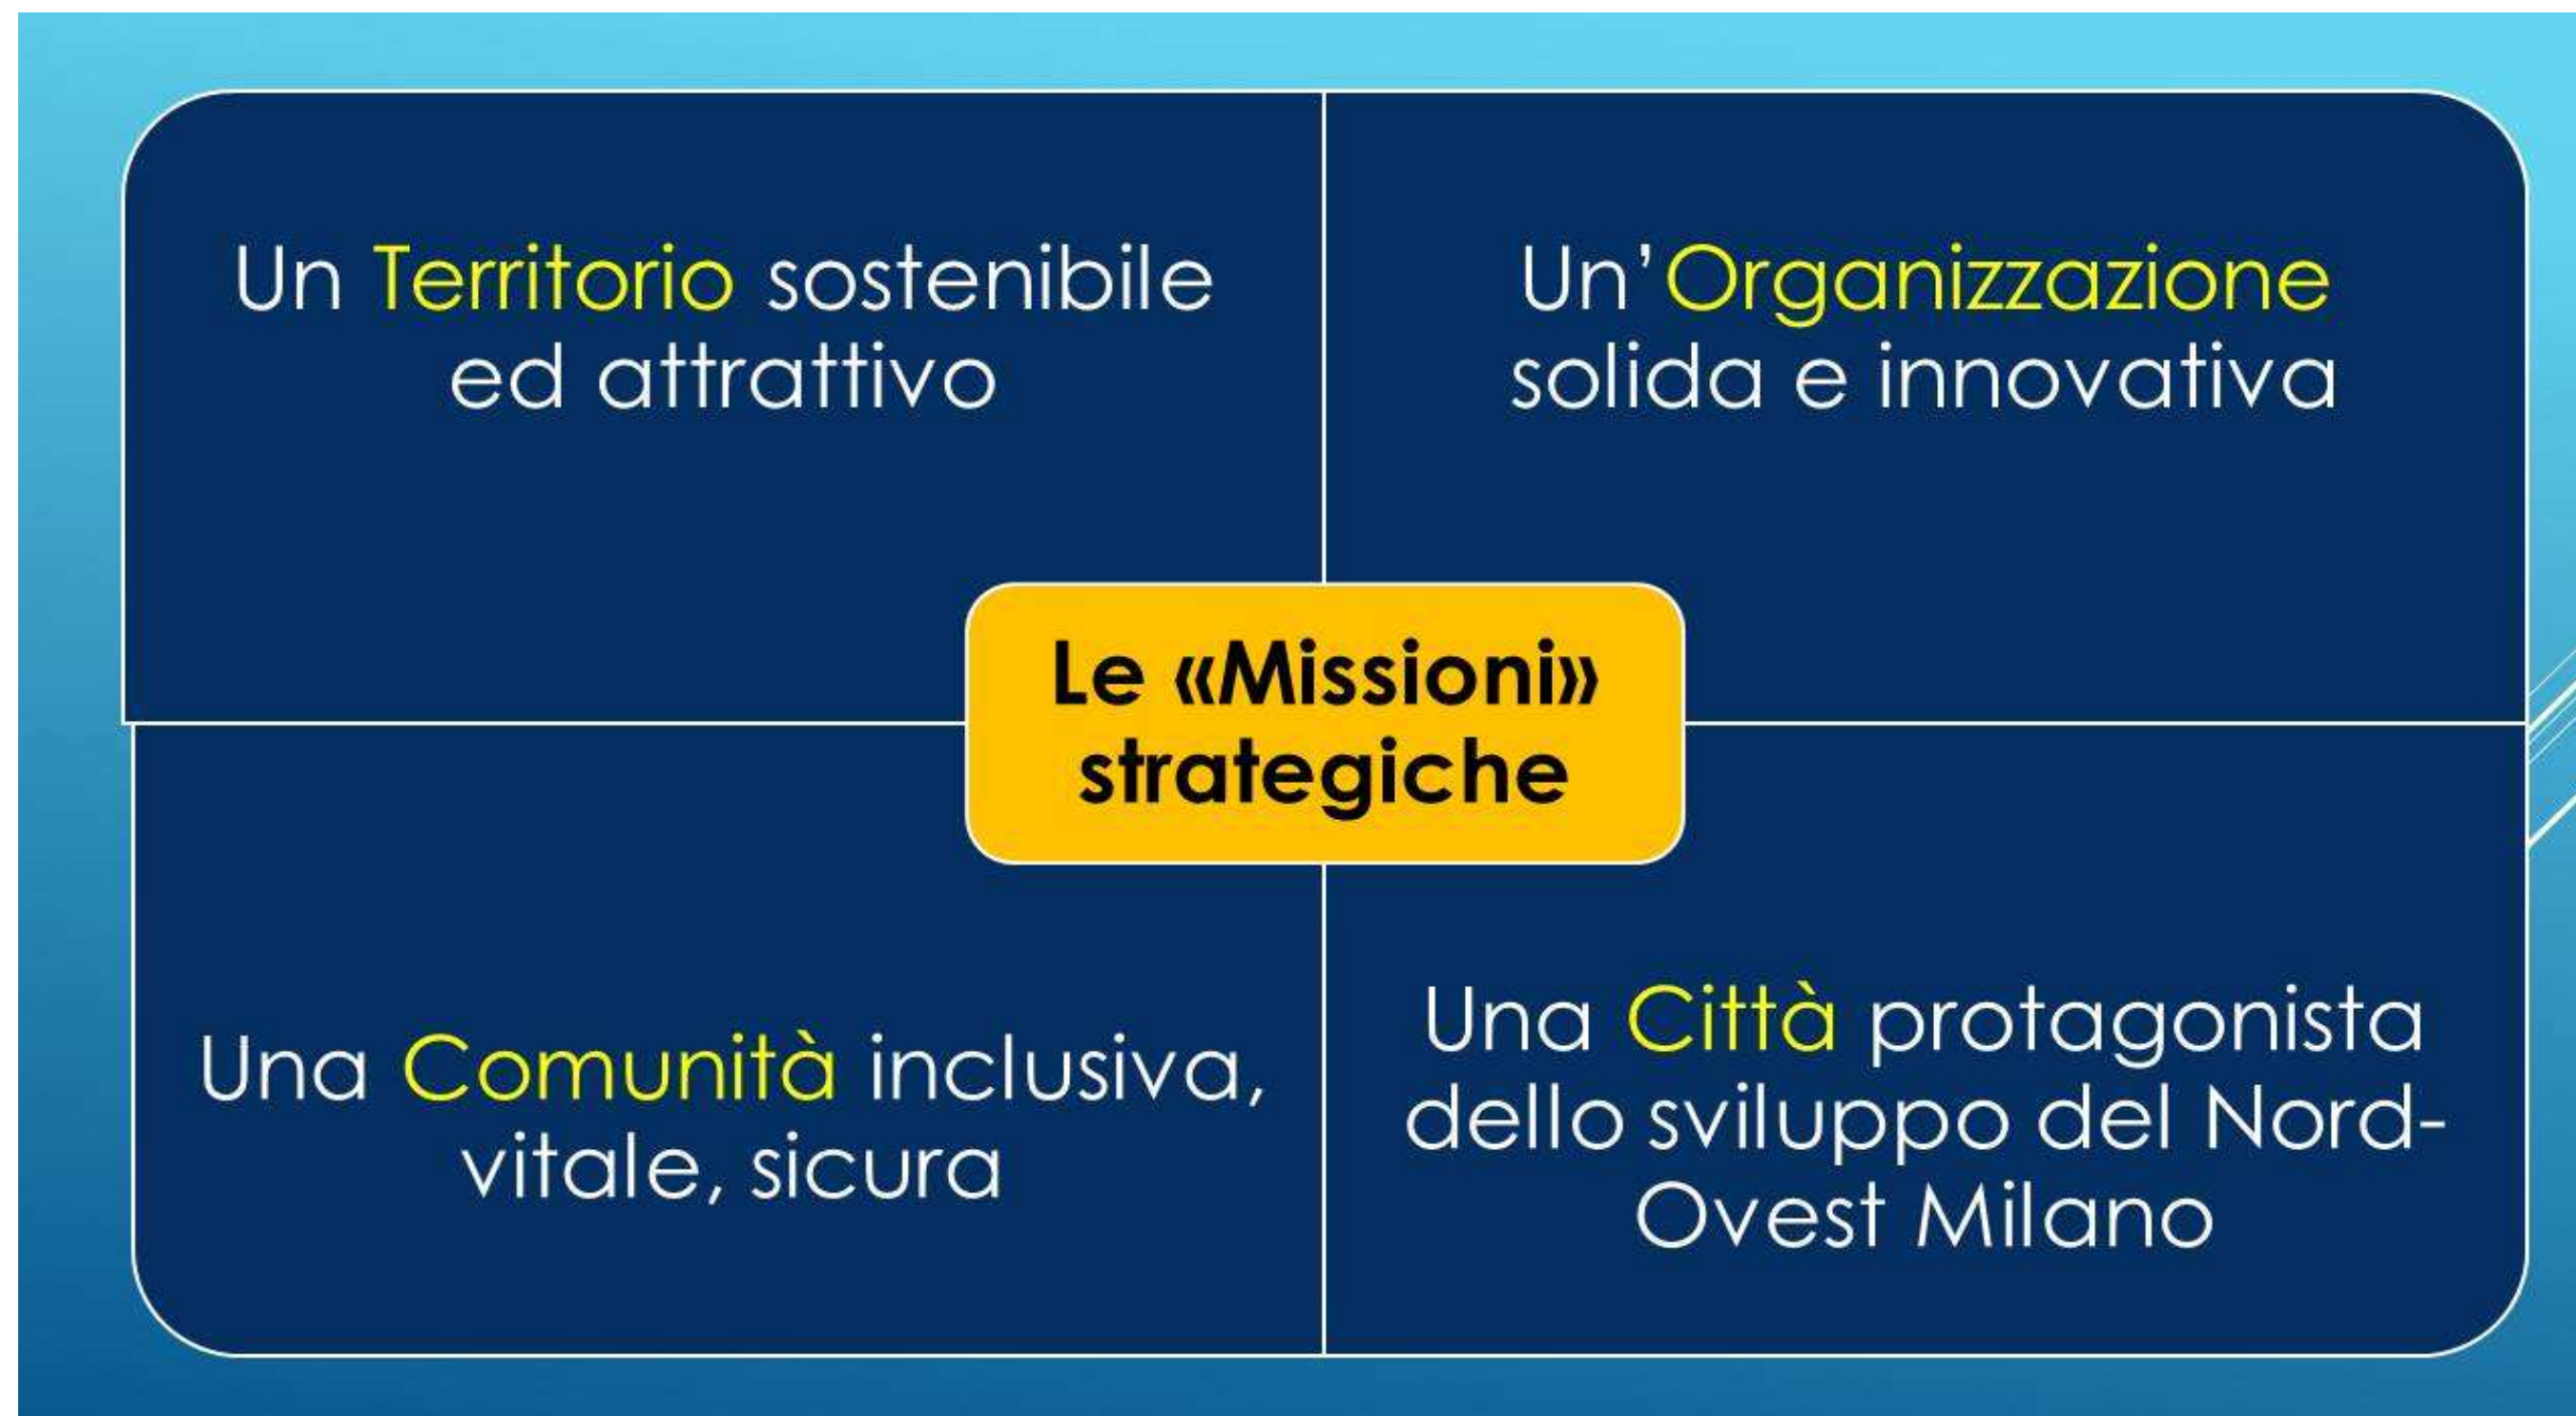 Un Territorio sostenibile
ed attrattivo
Un’Organizzazione
solida e innovativa
Le «Missioni»
strategiche
Una Comunità inclusiva,
vitale, sicura
Una Città protagonista
dello sviluppo del Nord-
Ovest Milano